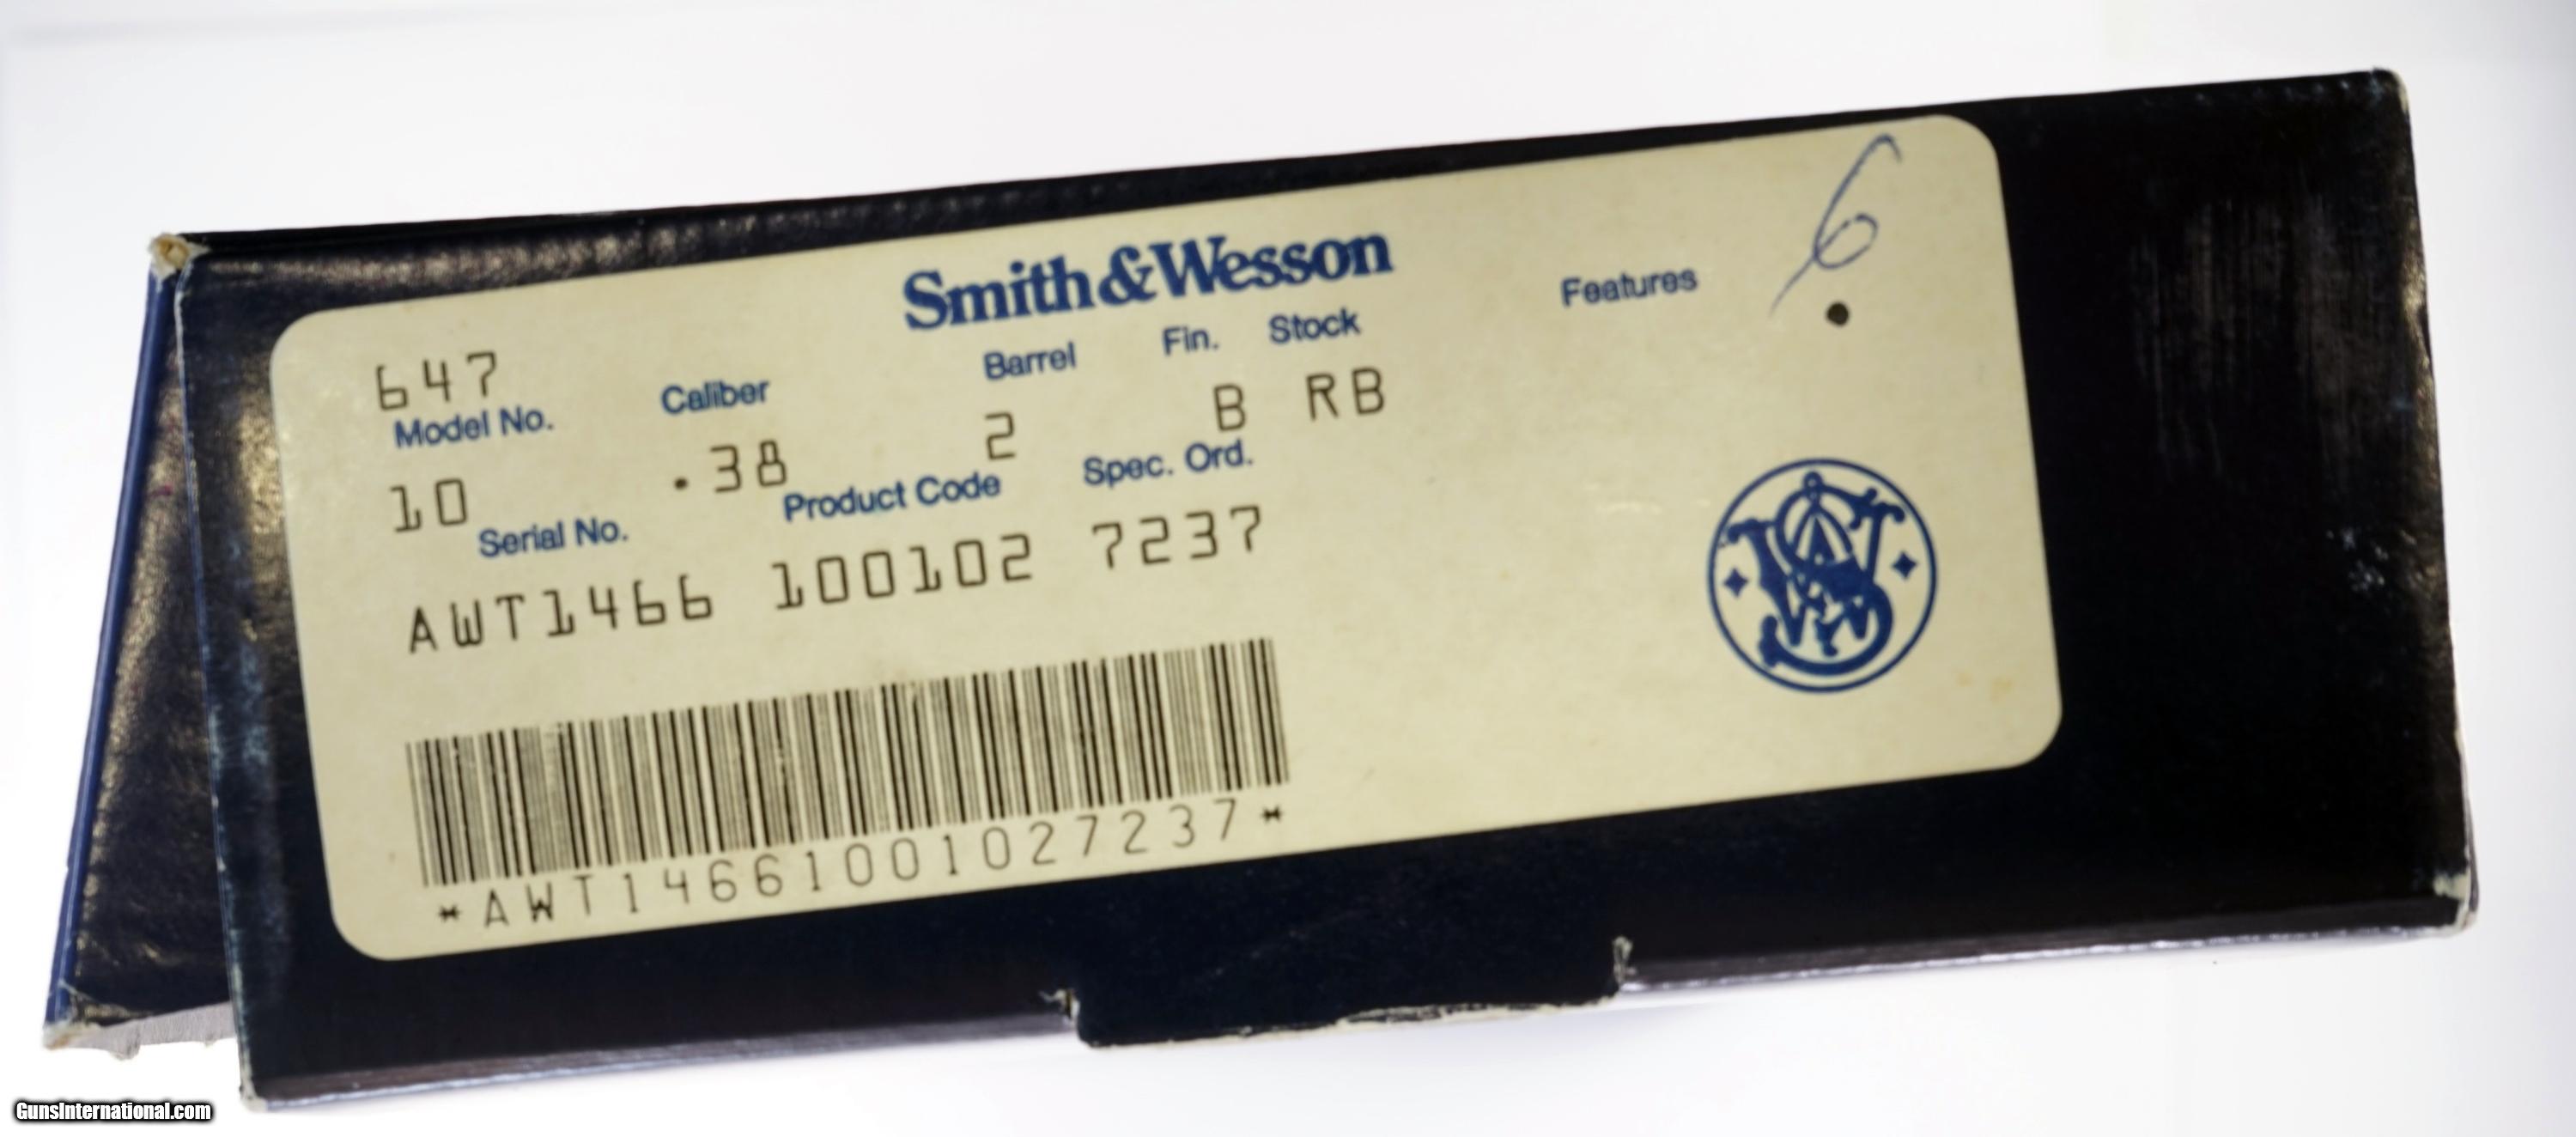 Smith & Wesson
6
647
Model No. Caliber Barrel Fin. Stock Features
10 .38 2 B RB
Serial No. Product Code Spec. Ord.
AWT1466 100102 7237
*AWT14661001027237*
GunsInternational.com